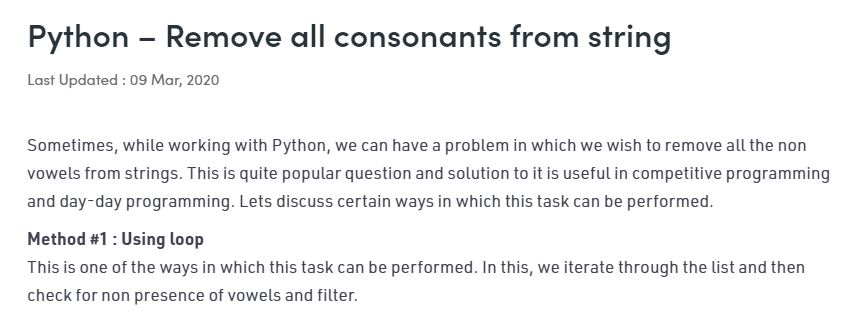 Python – Remove all consonants from string
Last Updated : 09 Mar, 2020
Sometimes, while working with Python, we can have a problem in which we wish to remove all the non
vowels from strings. This is quite popular question and solution to it is useful in competitive programming
and day-day programming. Lets discuss certain ways in which this task can be performed.
Method #1 : Using loop
This is one of the ways in which this task can be performed. In this, we iterate through the list and then
check for non presence of vowels and filter.